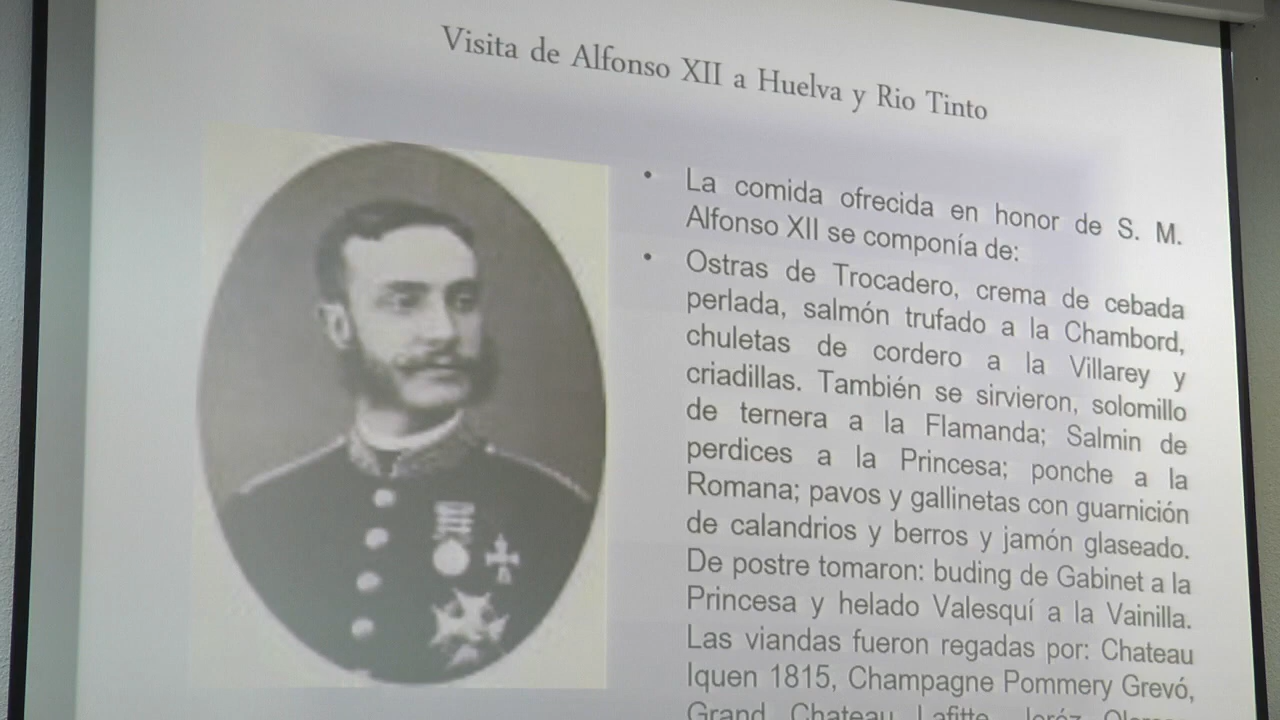 Visita de Alfonso XII a Huelva y Rio Tinto
• La comida ofrecida en honor de S. M.
Alfonso XII se componía de:
• Ostras de Trocadero, crema de cebada
perlada, salmón trufado a la Chambord,
chuletas de cordero a la Villarey y
criadillas. También se sirvieron, solomillo
de ternera a la Flamanda; Salmin de
perdices a la Princesa; ponche a la
Romana; pavos y gallinetas con guarnición
de calandrios y berros y jamón glaseado.
De postre tomaron: buding de Gabinet a la
Princesa y helado Valesquí a la Vainilla.
Las viandas fueron regadas por: Chateau
Iquen 1815, Champagne Pommery Grevó,
Grand Chateau Lafitte, Jeréz